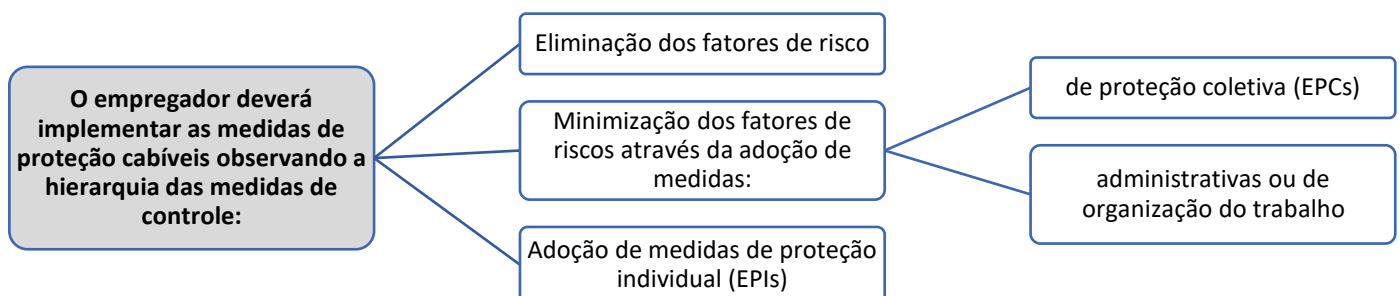 O empregador deverá
implementar as medidas de
proteção cabíveis observando a
hierarquia das medidas de
controle:
Eliminação dos fatores de risco
Minimização dos fatores de
riscos através da adoção de
medidas:
Adoção de medidas de proteção
individual (EPIs)
de proteção coletiva (EPCs)
administrativas ou de
organização do trabalho